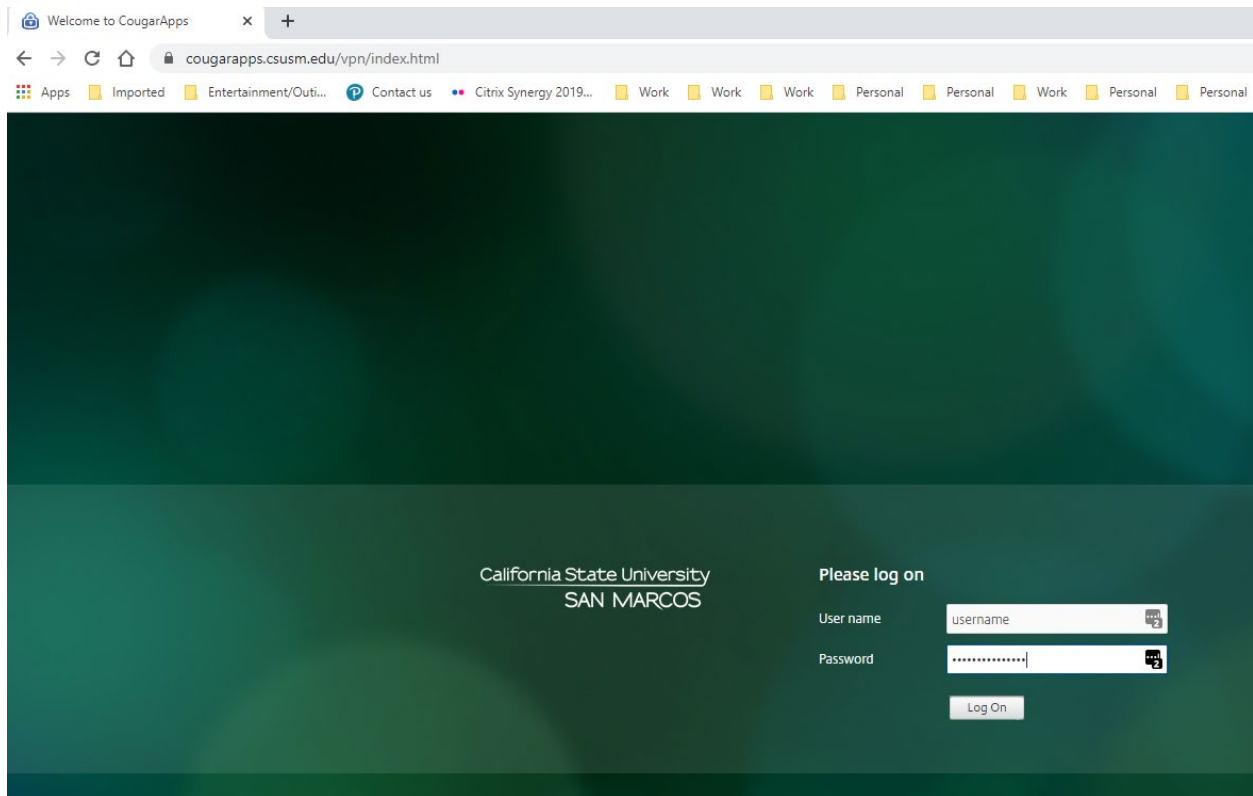 Welcome to CougarApps
cougarapps.csusm.edu/vpn/index.html
Apps Imported Entertainment/Outi... Contact us Citrix Synergy 2019... Work Work Work Personal Personal Work Personal Personal
California State University
SAN MARCOS
Please log on
User name username
Password ...............
Log On